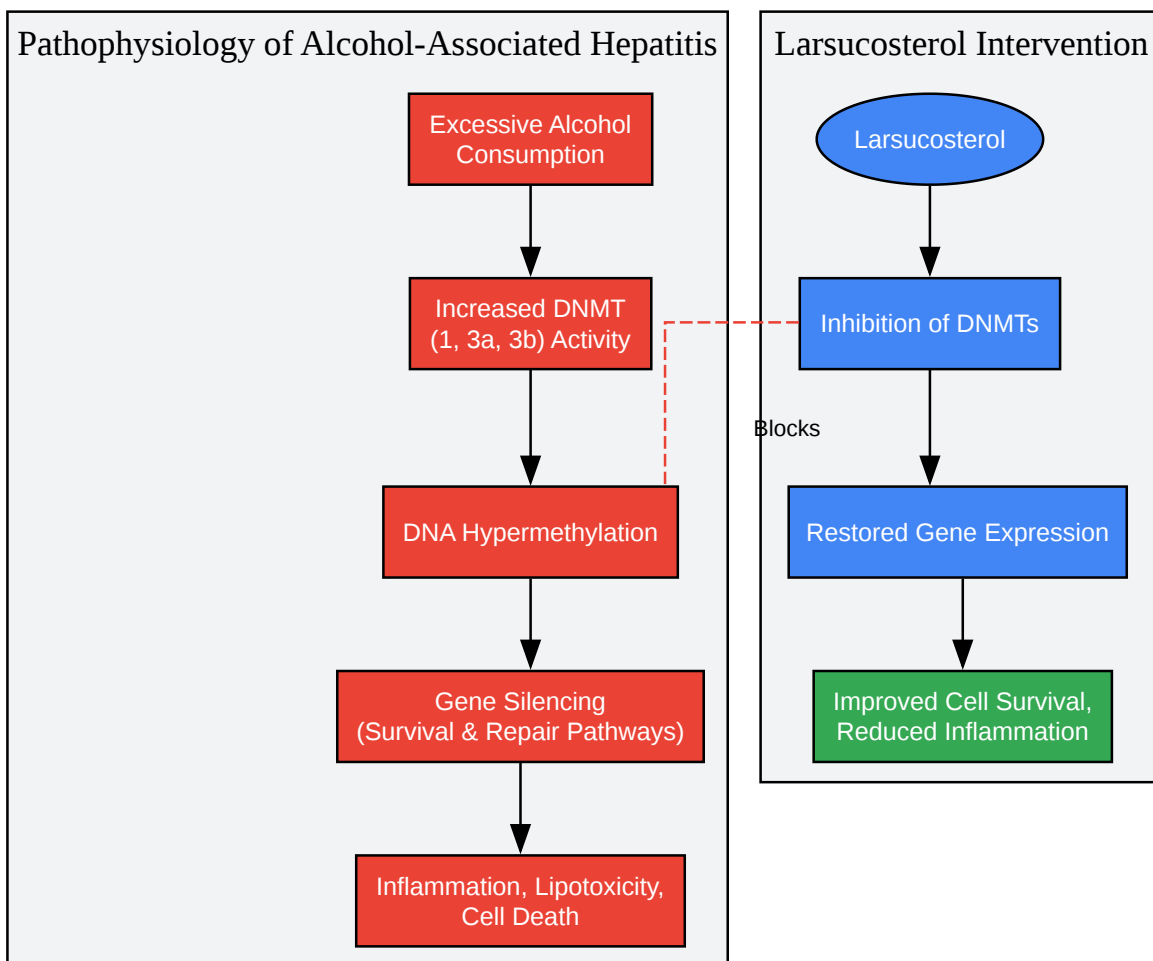 Pathophysiology of Alcohol-Associated Hepatitis
Excessive Alcohol
Consumption
Increased DNMT
(1, 3a, 3b) Activity
DNA Hypermethylation
Gene Silencing
(Survival & Repair Pathways)
Inflammation, Lipotoxicity,
Cell Death
Larsucosterol Intervention
Larsucosterol
Inhibition of DNMTs
Blocks
Restored Gene Expression
Improved Cell Survival,
Reduced Inflammation